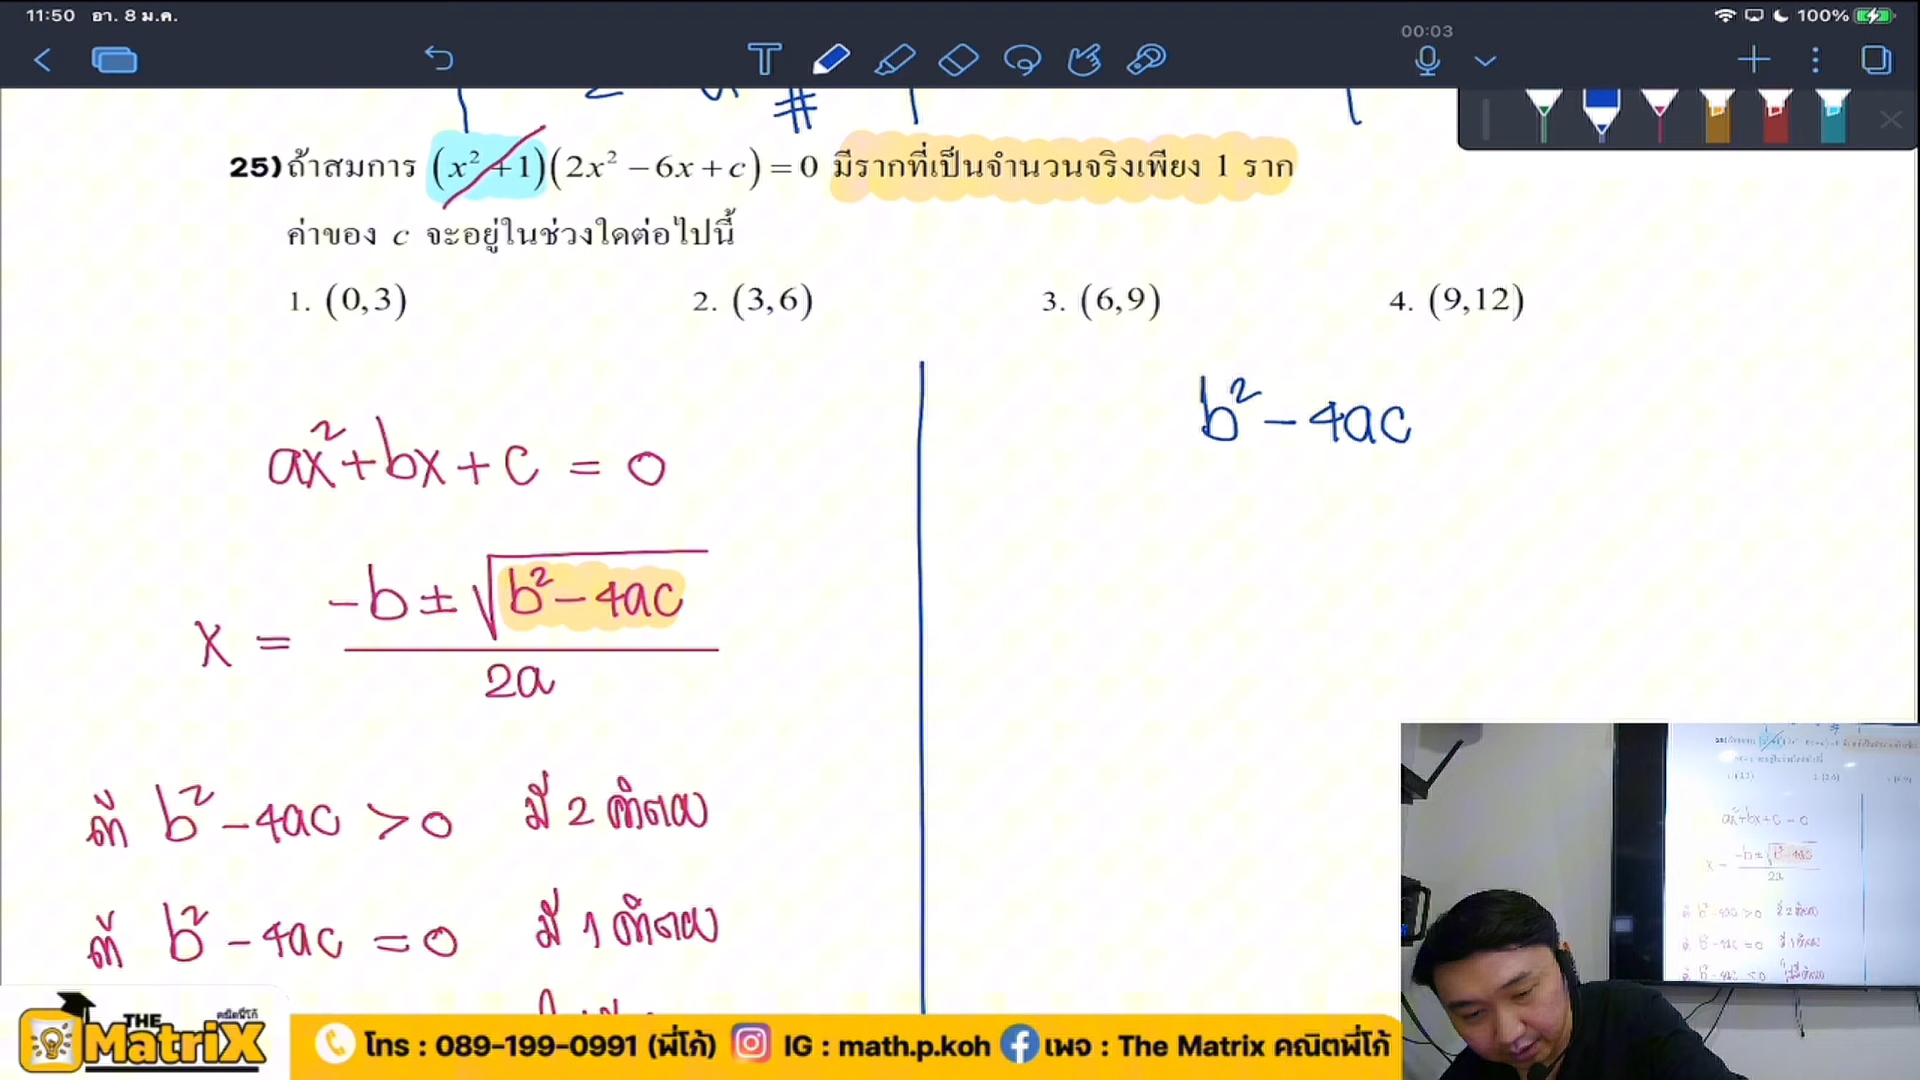 11:50 อา. 8 ม.ค.
100%
00:03
25) ถ้าสมการ (x² + 1)(2x² − 6x + c) = 0 มีรากที่เป็นจำนวนจริงเพียง 1 ราก
ค่าของ c จะอยู่ในช่วงใดต่อไปนี้
1. (0,3) 2. (3,6) 3. (6,9) 4. (9,12)
b² − 4ac
ax² + bx + c = 0
x = (−b ± √(b² − 4ac)) / 2a
ถ้า b² − 4ac > 0 มี 2 คำตอบ
ถ้า b² − 4ac = 0 มี 1 คำตอบ
คณิตพี่โก้
THE MatriX
โทร : 089-199-0991 (พี่โก้) IG : math.p.koh เพจ : The Matrix คณิตพี่โก้